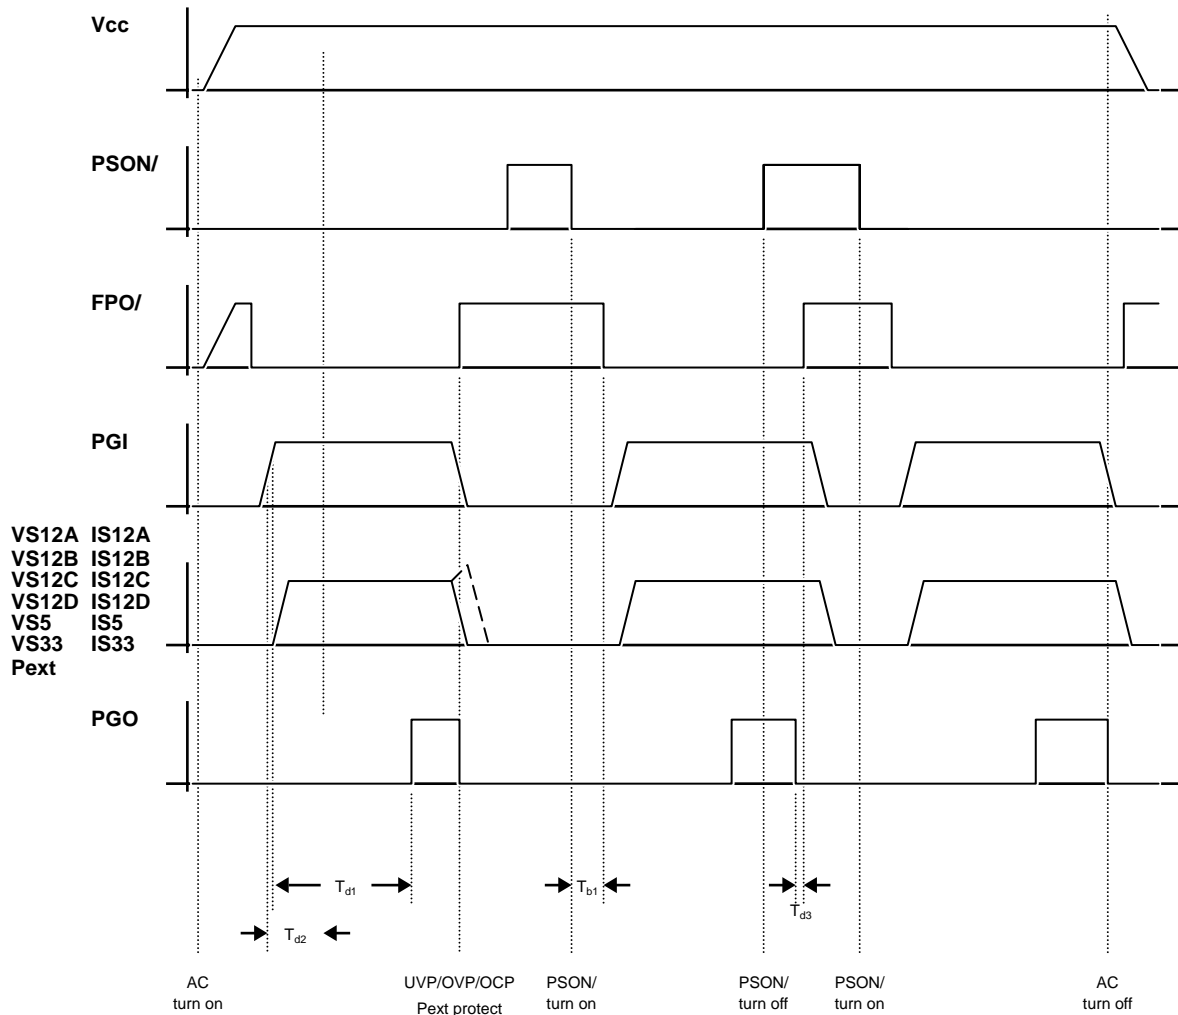 Vcc
PSON/
FPO/
PGI
VS12A IS12A
VS12B IS12B
VS12C IS12C
VS12D IS12D
VS5 IS5
VS33 IS33
Pext
PGO
Td1
Tb1
Td3
Td2
AC
turn on
UVP/OVP/OCP
Pext protect
PSON/
turn on
PSON/
turn off
PSON/
turn on
AC
turn off